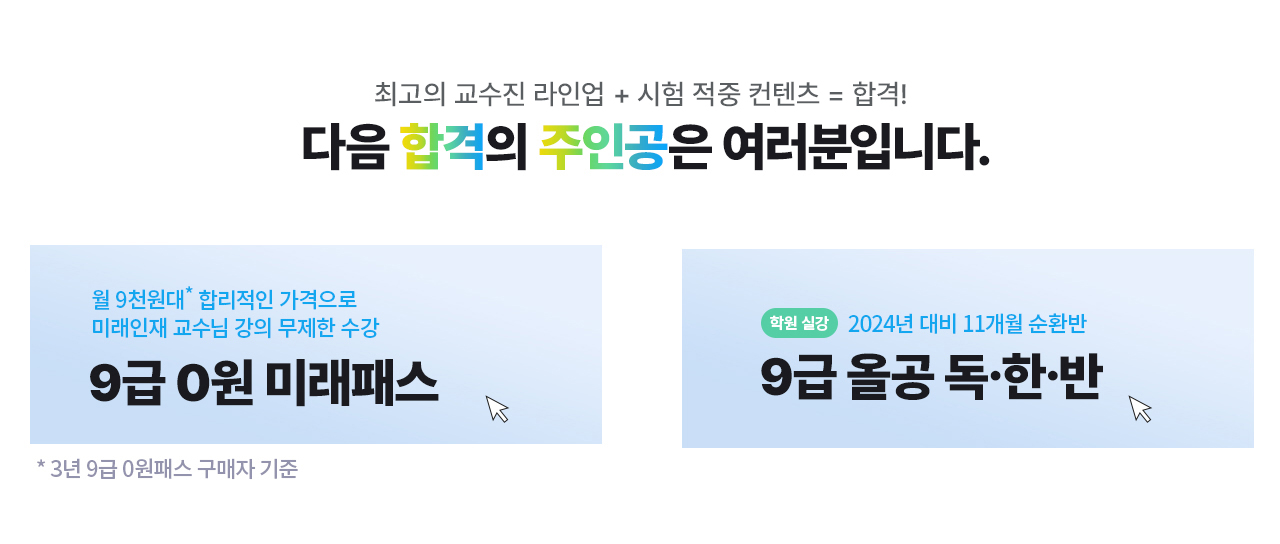 최고의 교수진 라인업 + 시험 적중 컨텐츠 = 합격!
다음 합격의 주인공은 여러분입니다.
월 9천원대* 합리적인 가격으로
미래인재 교수님 강의 무제한 수강
9급 0원 미래패스
* 3년 9급 0원패스 구매자 기준
학원 실강 2024년 대비 11개월 순환반
9급 올공 독·한·반